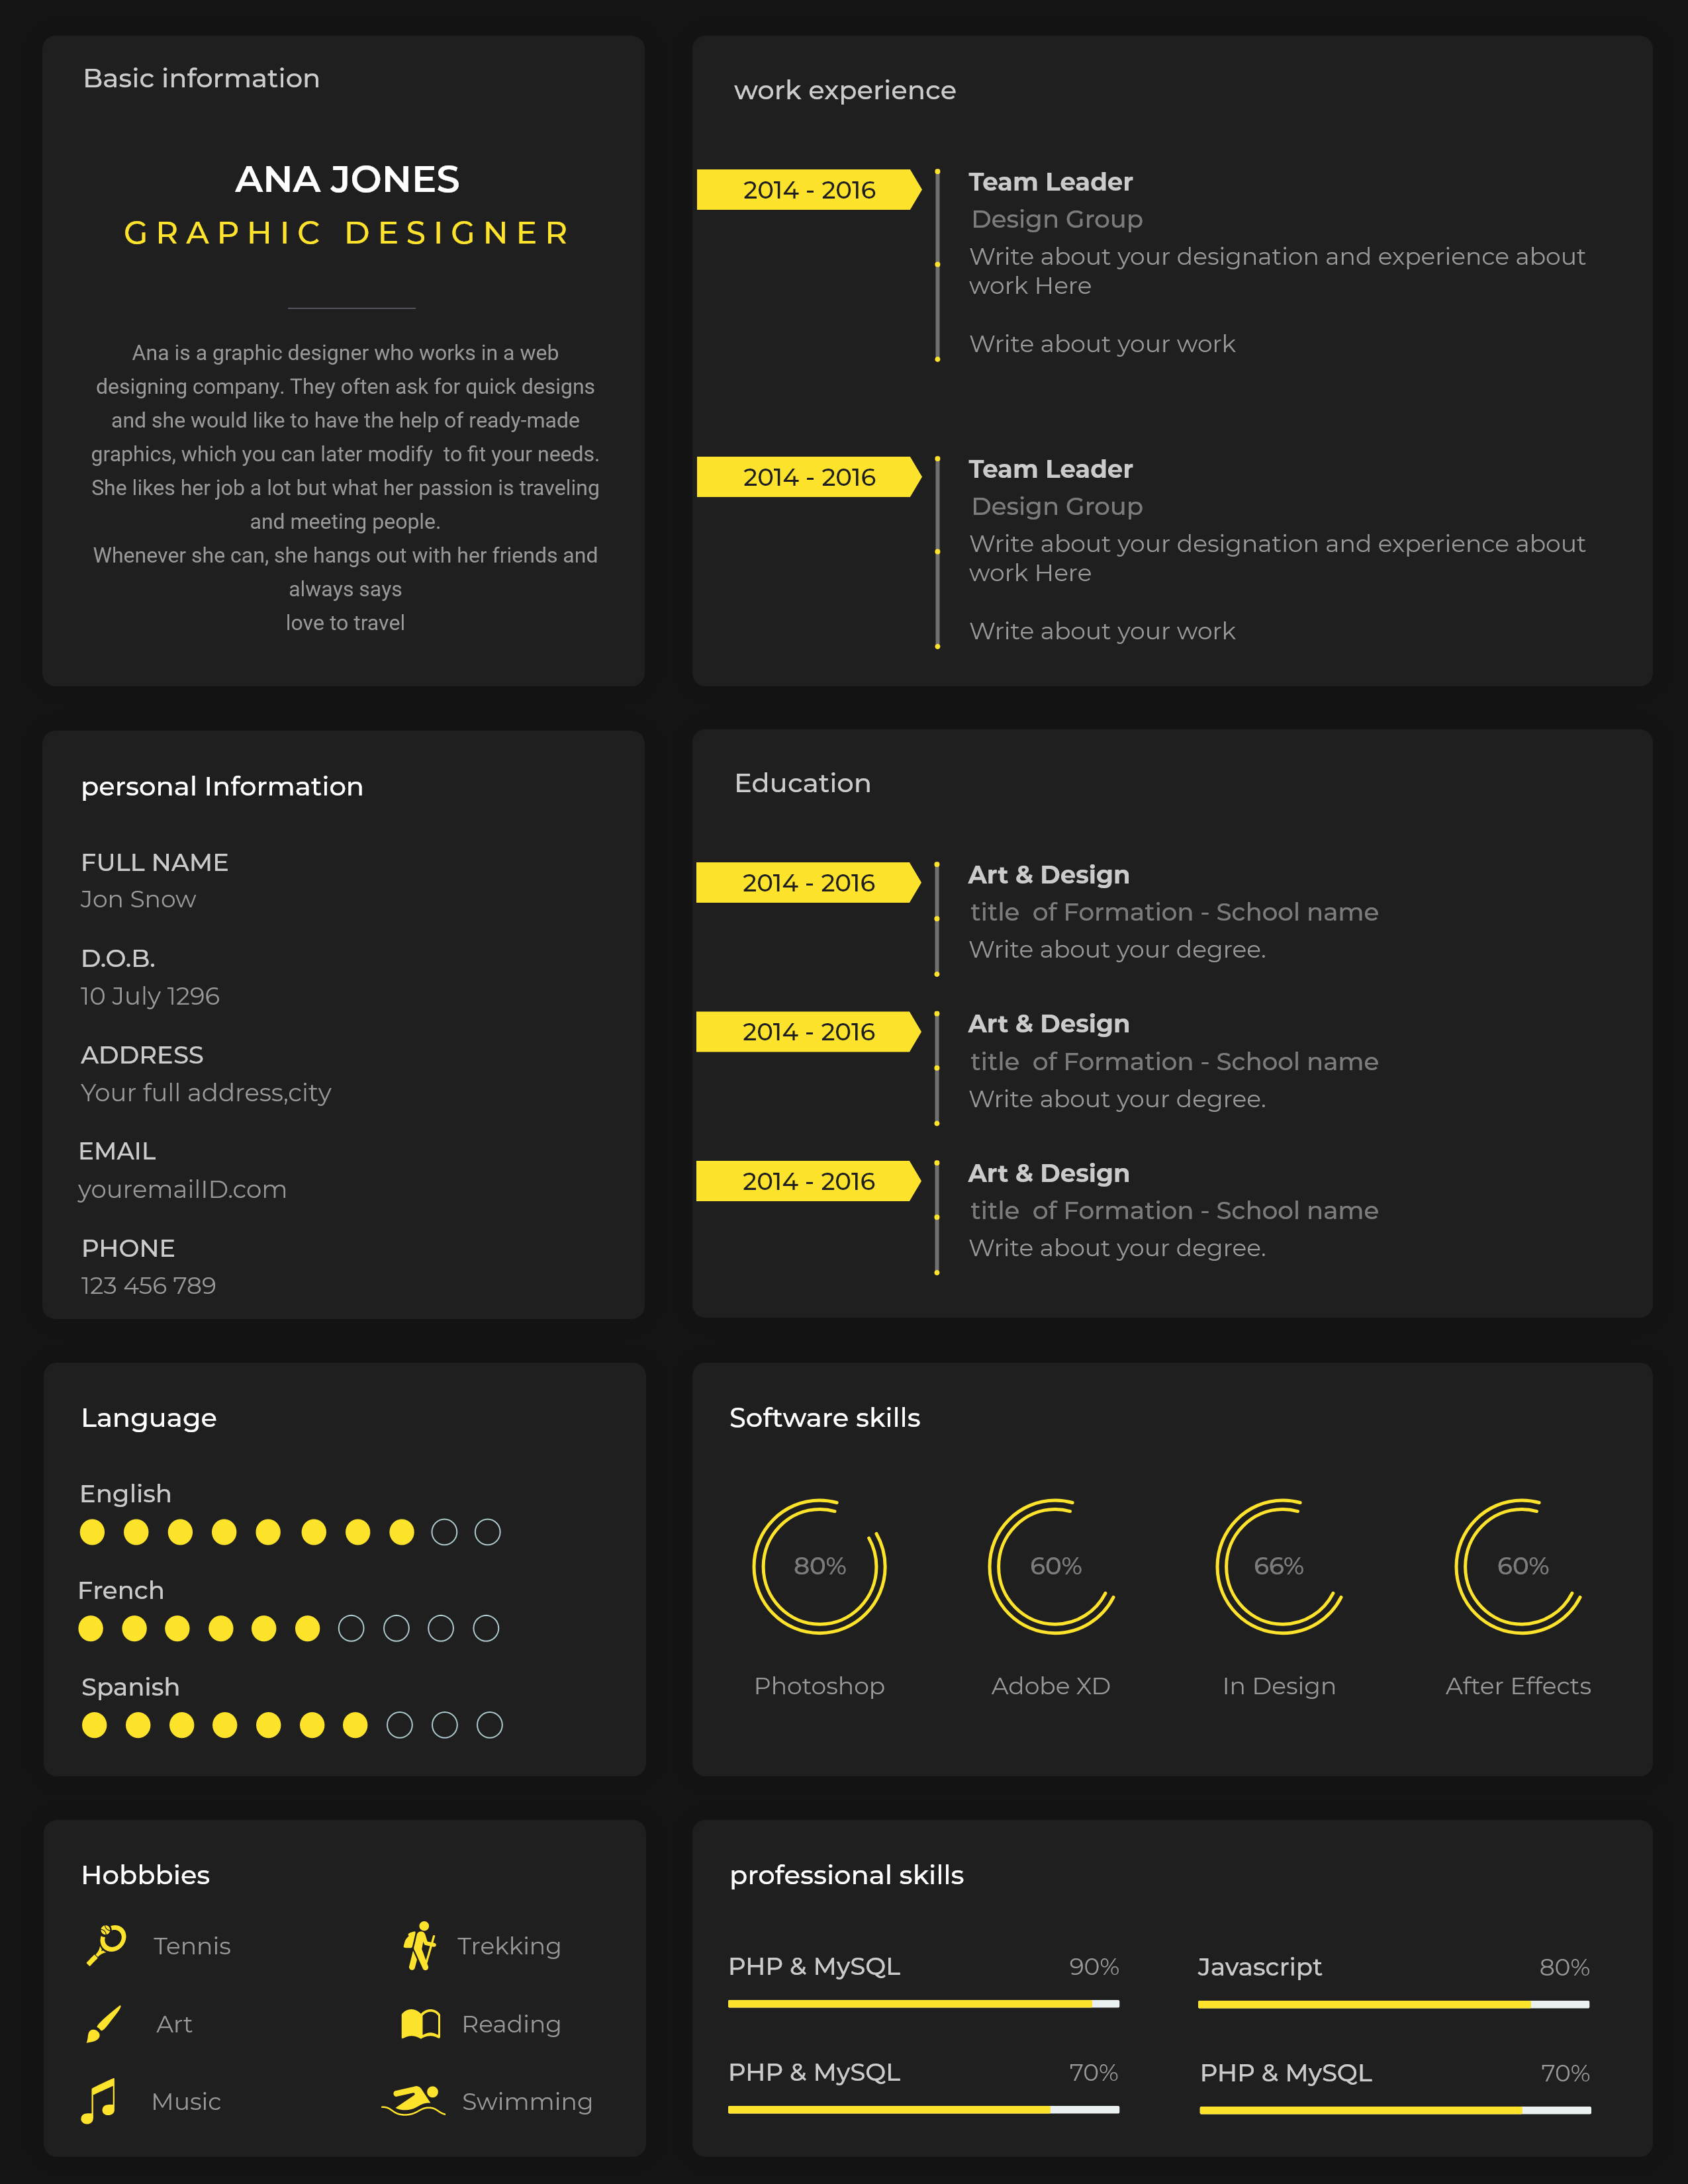 Basic information
ANA JONES
GRAPHIC DESIGNER
Ana is a graphic designer who works in a web
designing company. They often ask for quick designs
and she would like to have the help of ready-made
graphics, which you can later modify  to fit your needs.
She likes her job a lot but what her passion is traveling
and meeting people.
Whenever she can, she hangs out with her friends and
always says
love to travel
work experience
2014 - 2016
Team Leader
Design Group
Write about your designation and experience about
work Here
Write about your work
2014 - 2016
Team Leader
Design Group
Write about your designation and experience about
work Here
Write about your work
personal Information
FULL NAME
Jon Snow
D.O.B.
10 July 1296
ADDRESS
Your full address,city
EMAIL
youremailID.com
PHONE
123 456 789
Education
2014 - 2016
Art & Design
title  of Formation - School name
Write about your degree.
2014 - 2016
Art & Design
title  of Formation - School name
Write about your degree.
2014 - 2016
Art & Design
title  of Formation - School name
Write about your degree.
Language
English
French
Spanish
Software skills
80%
60%
66%
60%
Photoshop
Adobe XD
In Design
After Effects
Hobbbies
Tennis
Trekking
Art
Reading
Music
Swimming
professional skills
PHP & MySQL 90%
Javascript 80%
PHP & MySQL 70%
PHP & MySQL 70%